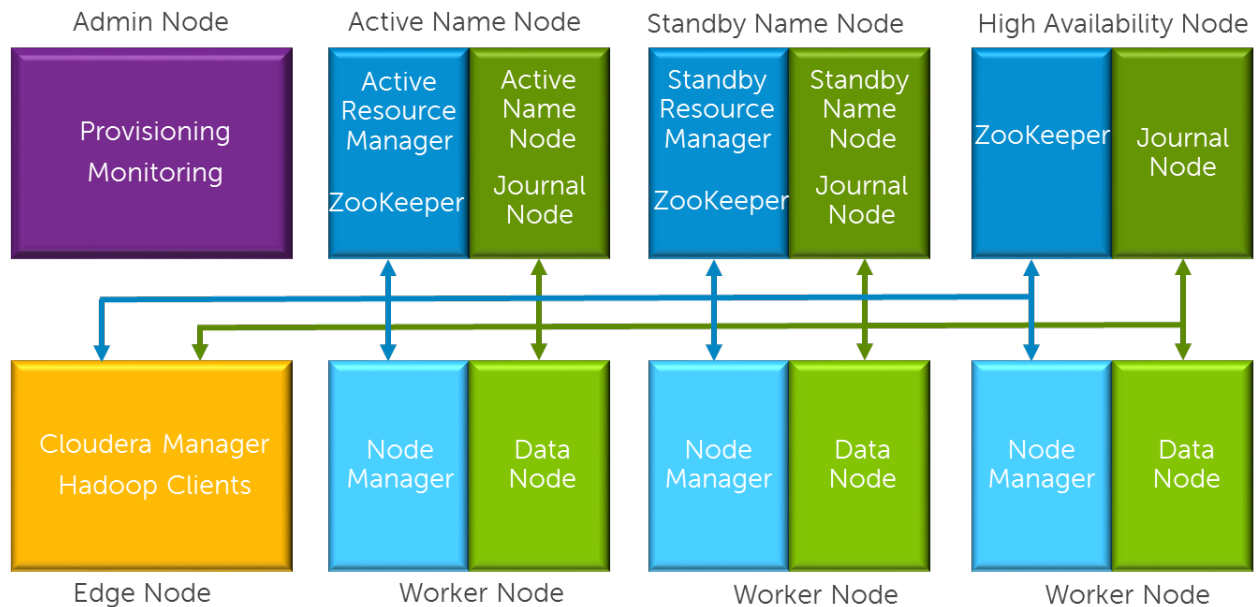 Admin Node
Active Name Node
Standby Name Node
High Availability Node
Provisioning
Monitoring
Active
Resource
Manager
ZooKeeper
Active
Name
Node
Journal
Node
Standby
Resource
Manager
ZooKeeper
Standby
Name
Node
Journal
Node
ZooKeeper
Journal
Node
Cloudera Manager
Hadoop Clients
Node
Manager
Data
Node
Node
Manager
Data
Node
Node
Manager
Data
Node
Edge Node
Worker Node
Worker Node
Worker Node